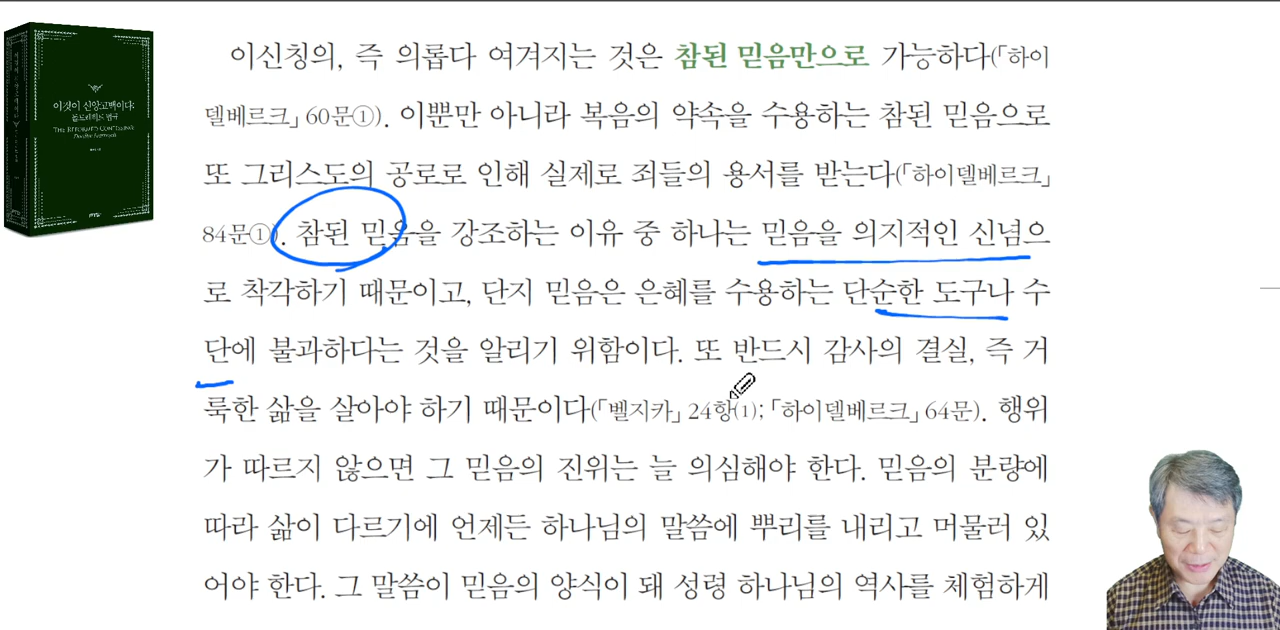 이것이 신앙고백이다:
THE REFORMED CONFESSIONS:
이신칭의, 즉 의롭다 여겨지는 것은 참된 믿음만으로 가능하다(「하이
델베르크」 60문①). 이뿐만 아니라 복음의 약속을 수용하는 참된 믿음으로
또 그리스도의 공로로 인해 실제로 죄들의 용서를 받는다(「하이델베르크」
84문①). 참된 믿음을 강조하는 이유 중 하나는 믿음을 의지적인 신념으
로 착각하기 때문이고, 단지 믿음은 은혜를 수용하는 단순한 도구나 수
단에 불과하다는 것을 알리기 위함이다. 또 반드시 감사의 결실, 즉 거
룩한 삶을 살아야 하기 때문이다(「벨지카」 24항(1); 「하이델베르크」 64문). 행위
가 따르지 않으면 그 믿음의 진위는 늘 의심해야 한다. 믿음의 분량에
따라 삶이 다르기에 언제든 하나님의 말씀에 뿌리를 내리고 머물러 있
어야 한다. 그 말씀이 믿음의 양식이 돼 성령 하나님의 역사를 체험하게